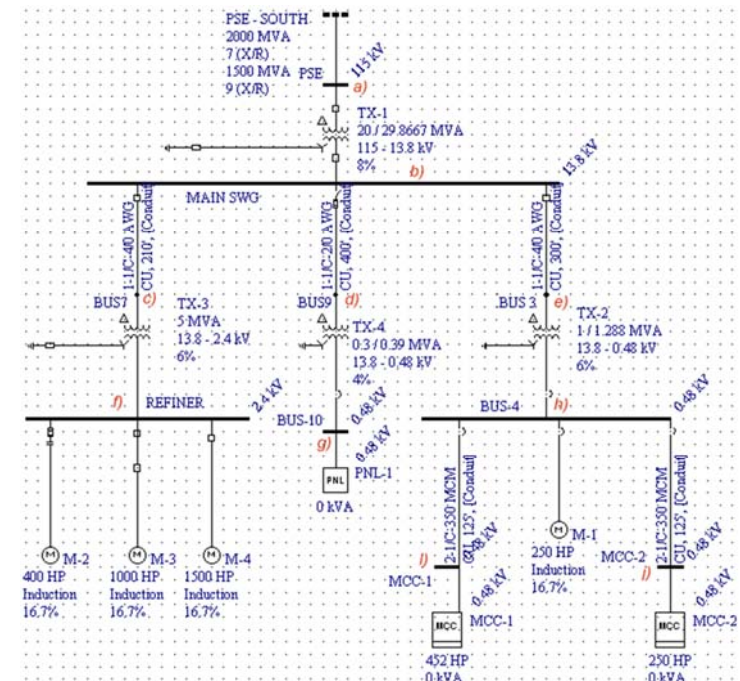 PSE - SOUTH
2000 MVA
7 (X/R)
1500 MVA
9 (X/R)
PSE
115 kV
a)
TX-1
20 / 29.8667 MVA
115 - 13.8 kV
8%
b)
13.8 kV
MAIN SWG
1-1/C-4/0 AWG
CU, 210', [Conduit]
1-1/C-2/0 AWG
CU, 400', [Conduit]
1-1/C-4/0 AWG
CU, 300', [Conduit]
BUS7
c)
TX-3
5 MVA
13.8 - 2.4 kV
6%
BUS9
d)
TX-4
0.3 / 0.39 MVA
13.8 - 0.48 kV
4%
BUS 3
e)
TX-2
1 / 1.288 MVA
13.8 - 0.48 kV
6%
f)
REFINER
2.4 kV
BUS-10
0.48 kV
g)
0.48 kV
PNL
PNL-1
0 kVA
BUS-4
h)
0.48 kV
M
M-2
400 HP
Induction
16.7%
M
M-3
1000 HP
Induction
16.7%
M
M-4
1500 HP
Induction
16.7%
2-1/C-350 MCM
CU, 125', [Conduit]
0.48 kV
i)
MCC-1
0.48 kV
MCC
MCC-1
452 HP
0 kVA
M
M-1
250 HP
Induction
16.7%
2-1/C-350 MCM
CU, 125', [Conduit]
MCC-2
0.48 kV
j)
0.48 kV
MCC
MCC-2
250 HP
0 kVA